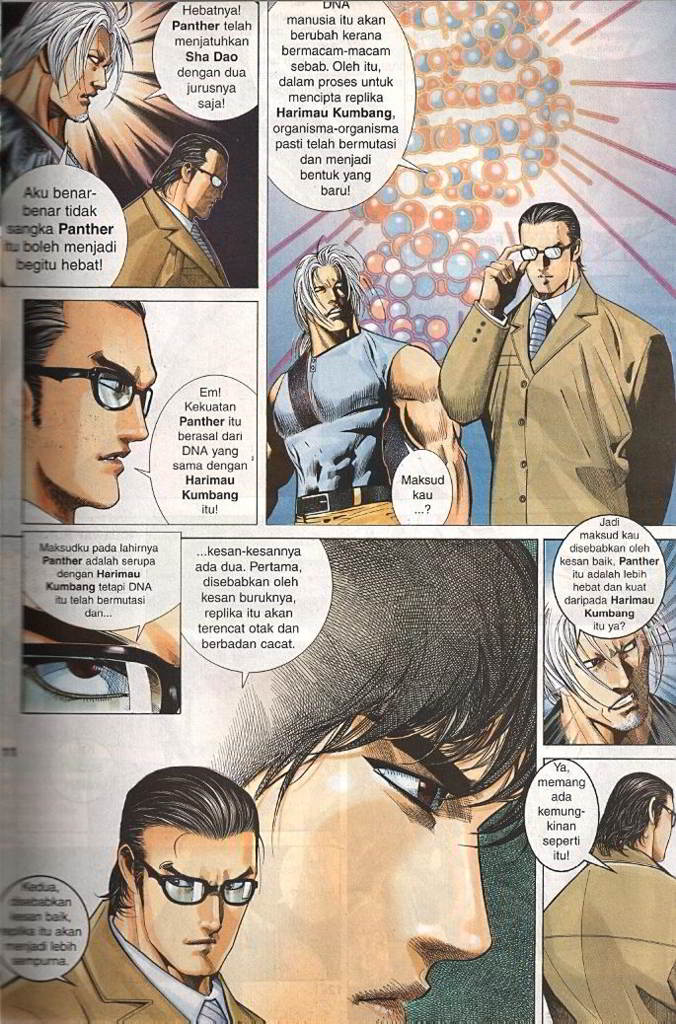 Hebatnya!
Panther telah
menjatuhkan
Sha Dao
dengan dua
jurusnya
saja!
Aku benar-
benar tidak
sangka Panther
itu boleh menjadi
begitu hebat!
Em!
Kekuatan
Panther itu
berasal dari
DNA yang
sama dengan
Harimau
Kumbang
itu!
DNA
manusia itu akan
berubah kerana
bermacam-macam
sebab. Oleh itu,
dalam proses untuk
mencipta replika
Harimau Kumbang,
organisma-organisma
pasti telah bermutasi
dan menjadi
bentuk yang
baru!
Maksud
kau
...?
Maksudku pada lahirnya
Panther adalah serupa
dengan Harimau
Kumbang tetapi DNA
itu telah bermutasi
dan...
...kesan-kesannya
ada dua. Pertama,
disebabkan oleh
kesan buruknya,
replika itu akan
terencat otak dan
berbadan cacat.
Kedua,
disebabkan
kesan baik,
replika itu akan
menjadi lebih
sempurna.
Jadi
maksud kau
disebabkan oleh
kesan baik, Panther
itu adalah lebih
hebat dan kuat
daripada Harimau
Kumbang
itu ya?
Ya,
memang
ada
kemung-
kinan
seperti
itu!